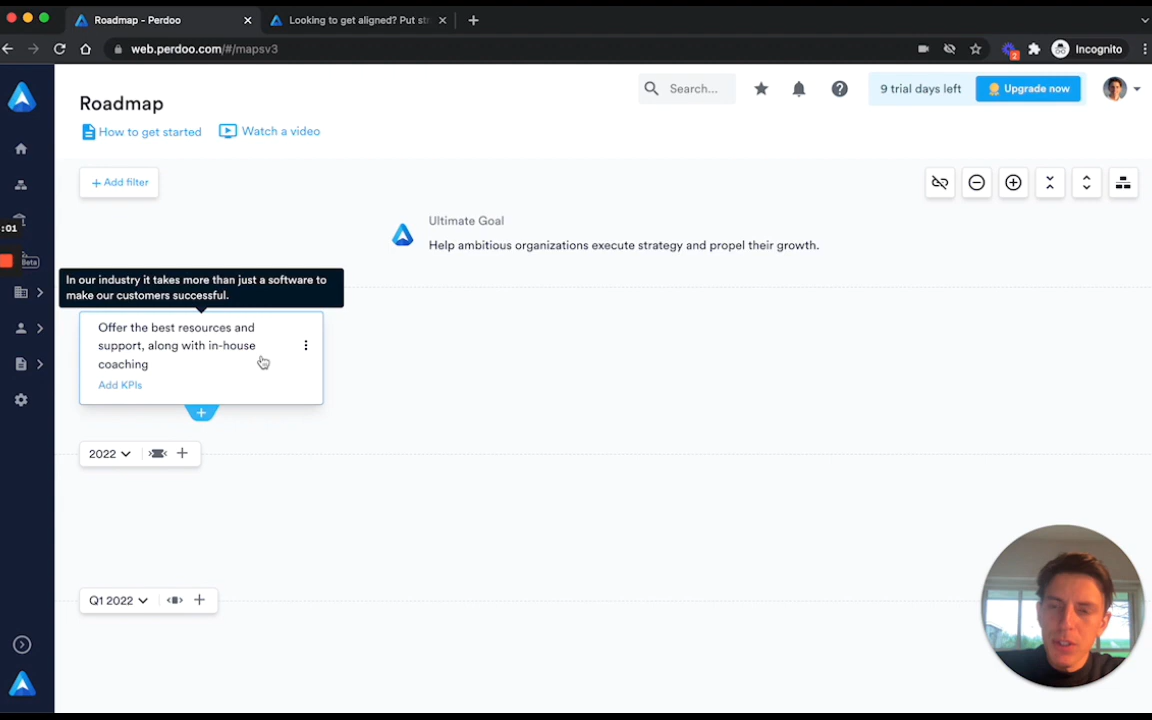 Roadmap - Perdoo
Looking to get aligned? Put st
web.perdoo.com/#/mapsv3
2
Incognito
Roadmap
Search...
9 trial days left
Upgrade now
How to get started
Watch a video
+ Add filter
:01
Ultimate Goal
Help ambitious organizations execute strategy and propel their growth.
Beta
In our industry it takes more than just a software to
make our customers successful.
Offer the best resources and
support, along with in-house
coaching
Add KPIs
2022
Q1 2022